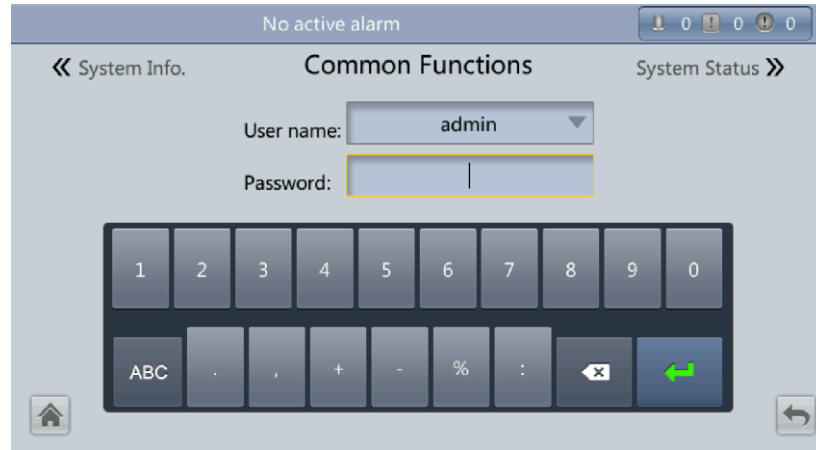 No active alarm 0 0 0
« System Info. Common Functions System Status »
User name: admin
Password:
1 2 3 4 5 6 7 8 9 0
ABC . , + - % :